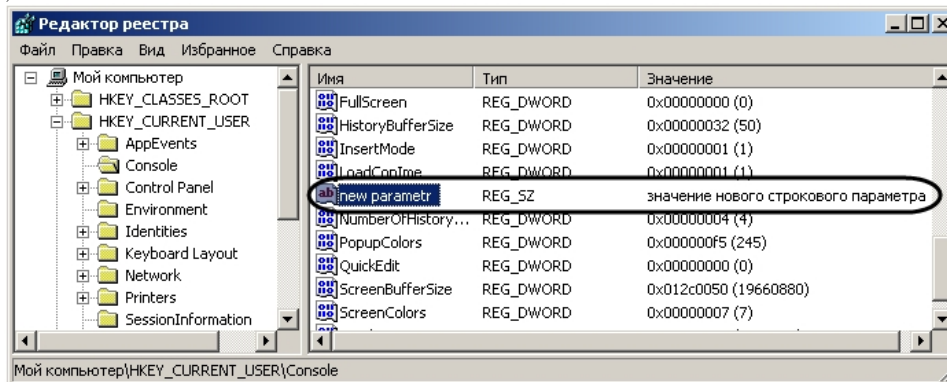 Редактор реестра
Файл Правка Вид Избранное Справка
Мой компьютер
HKEY_CLASSES_ROOT
HKEY_CURRENT_USER
AppEvents
Console
Control Panel
Environment
Identities
Keyboard Layout
Network
Printers
SessionInformation
Имя Тип Значение
FullScreen REG_DWORD 0x00000000 (0)
HistoryBufferSize REG_DWORD 0x00000032 (50)
InsertMode REG_DWORD 0x00000001 (1)
LoadConIme REG_DWORD 0x00000001 (1)
new parametr REG_SZ значение нового строкового параметра
NumberOfHistory... REG_DWORD 0x00000004 (4)
PopupColors REG_DWORD 0x000000f5 (245)
QuickEdit REG_DWORD 0x00000000 (0)
ScreenBufferSize REG_DWORD 0x012c0050 (19660880)
ScreenColors REG_DWORD 0x00000007 (7)
Мой компьютер\HKEY_CURRENT_USER\Console